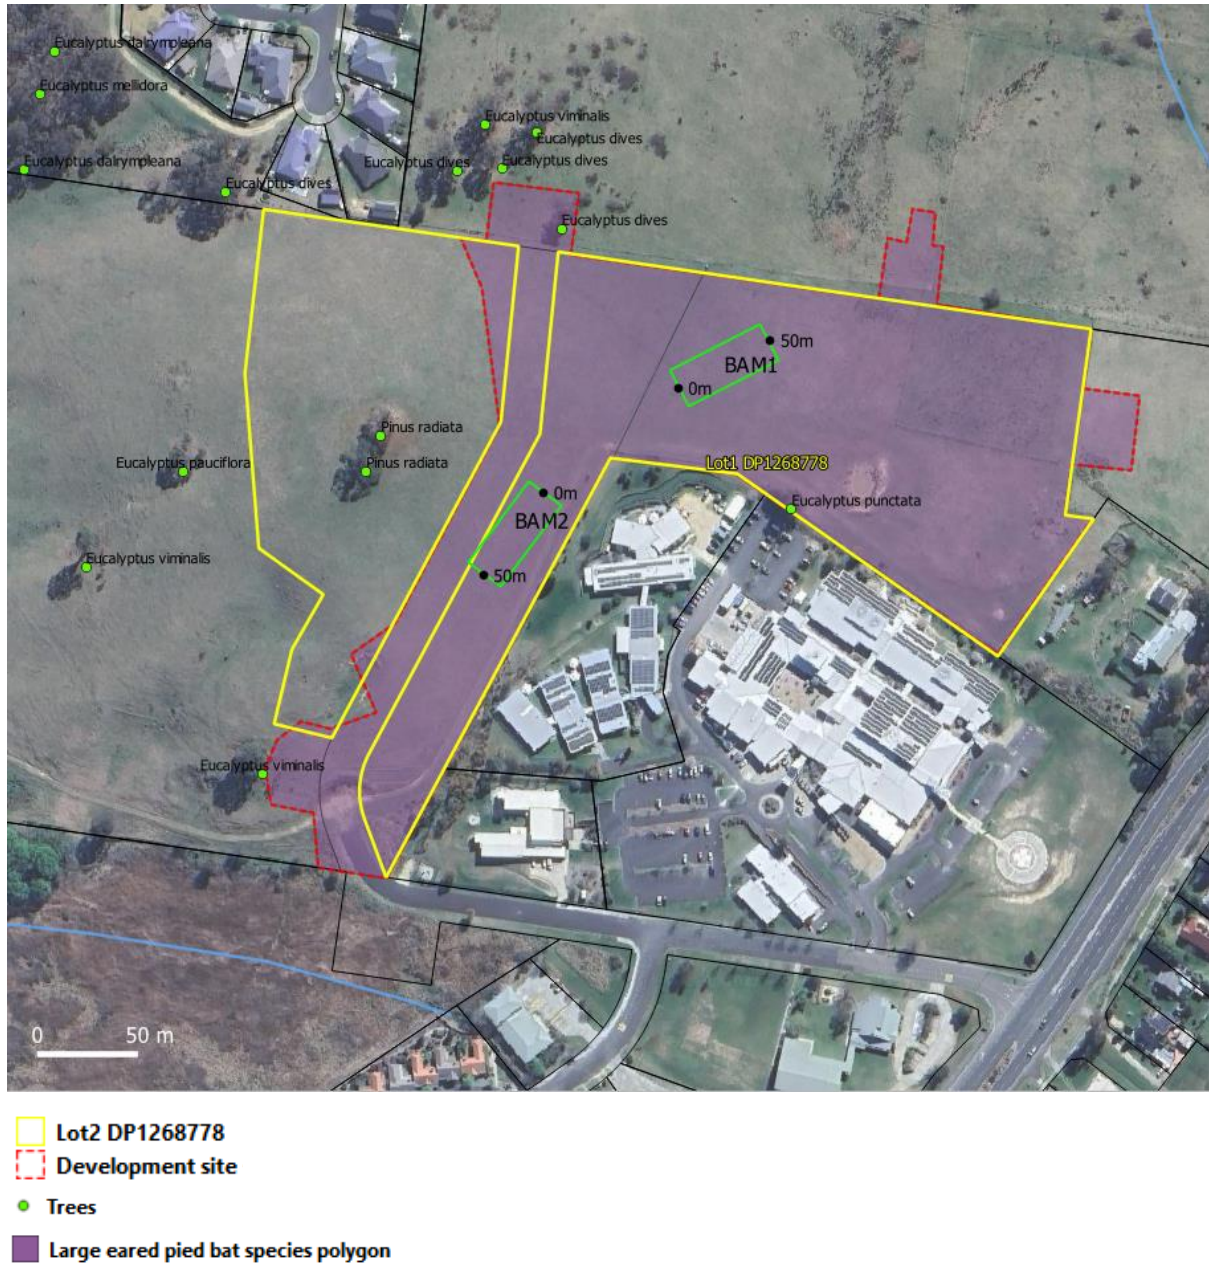 Eucalyptus dalrympleana
Eucalyptus mellidora
Eucalyptus viminalis
Eucalyptus dives
Eucalyptus dalrympleana
Eucalyptus dives
Eucalyptus dives
Eucalyptus dives
Eucalyptus dives
50m
BAM1
0m
Pinus radiata
Eucalyptus pauciflora
Pinus radiata
Lot1 DP1268778
0m
Eucalyptus punctata
BAM2
Eucalyptus viminalis
50m
Eucalyptus viminalis
0 50 m
Lot2 DP1268778
Development site
Trees
Large eared pied bat species polygon